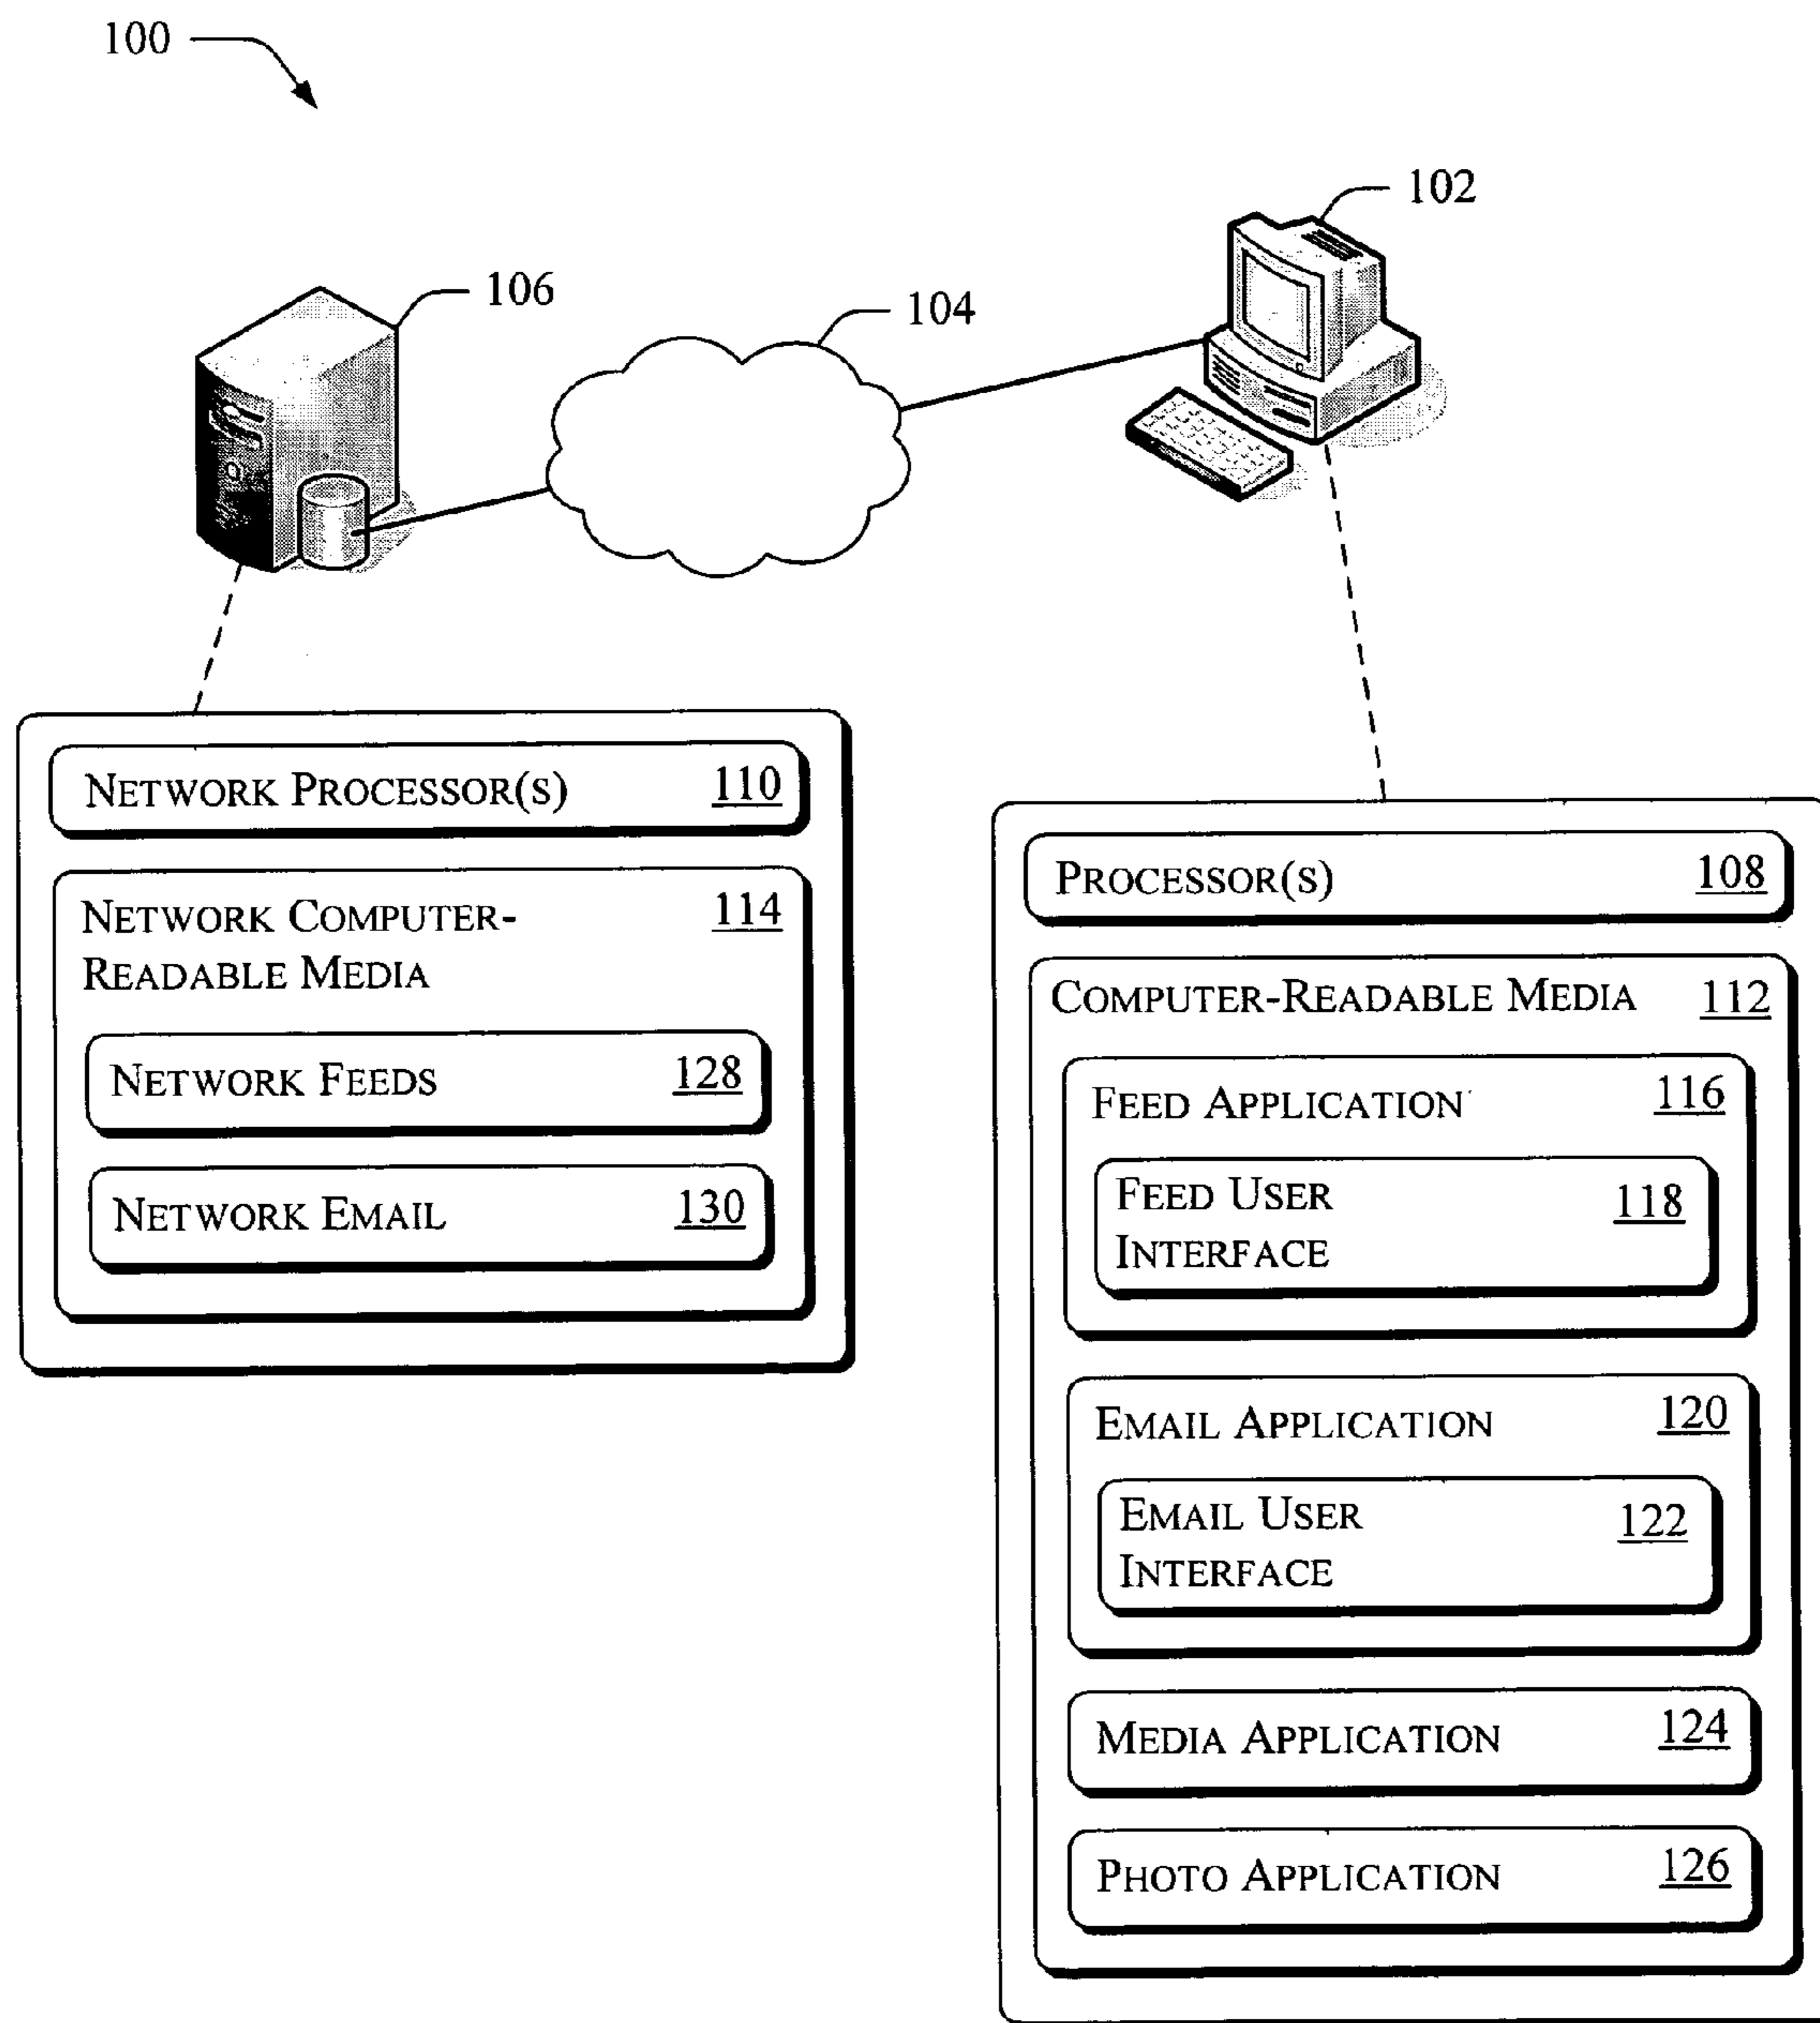 100
102
106
104
NETWORK PROCESSOR(S) 110
NETWORK COMPUTER- 114
READABLE MEDIA
NETWORK FEEDS 128
NETWORK EMAIL 130
PROCESSOR(S) 108
COMPUTER-READABLE MEDIA 112
FEED APPLICATION 116
FEED USER 118
INTERFACE
EMAIL APPLICATION 120
EMAIL USER 122
INTERFACE
MEDIA APPLICATION 124
PHOTO APPLICATION 126